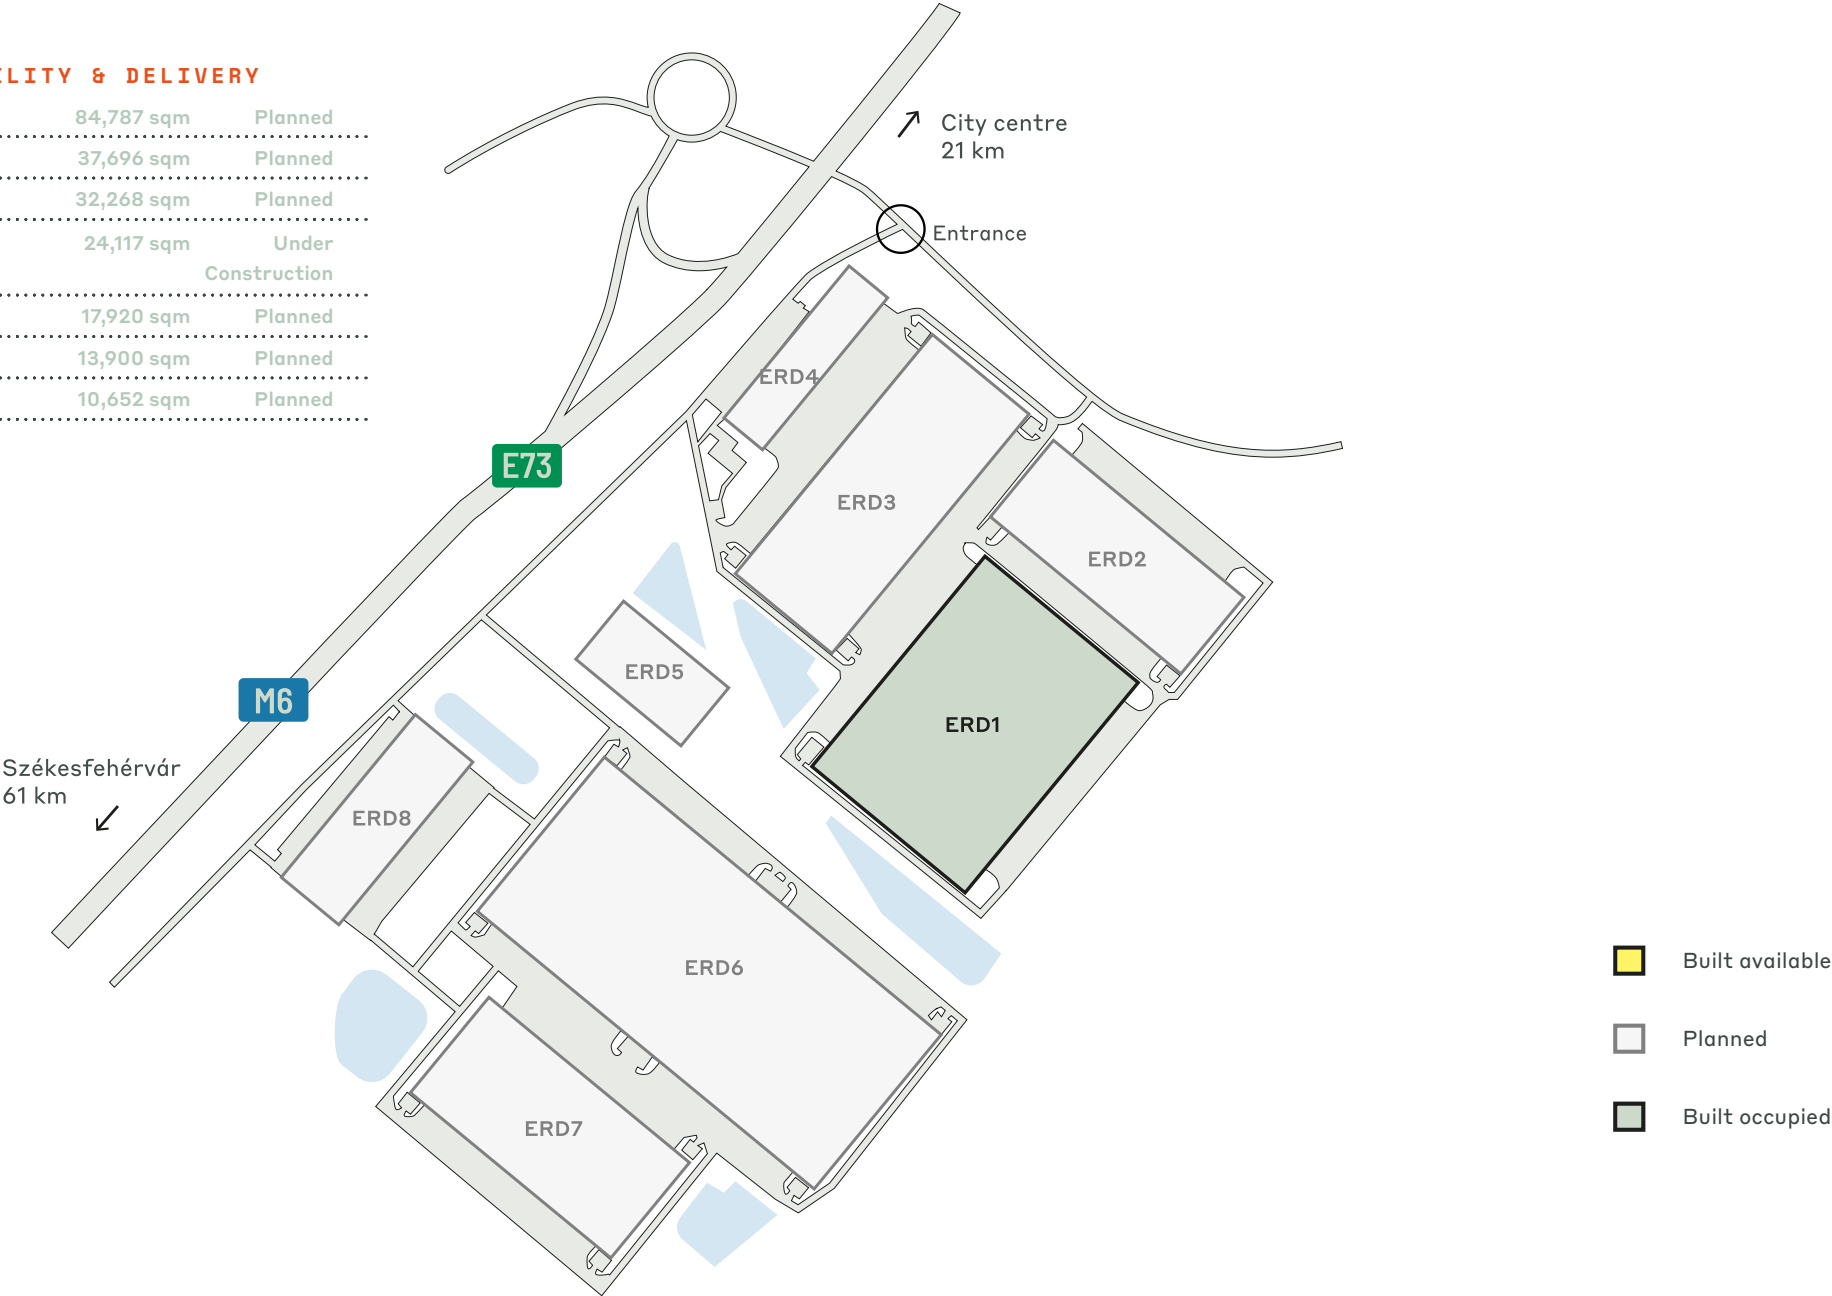 LITY & DELIVERY
84,787 sqm Planned
37,696 sqm Planned
32,268 sqm Planned
24,117 sqm Under
Construction
17,920 sqm Planned
13,900 sqm Planned
10,652 sqm Planned
City centre
21 km
Entrance
ERD4
E73
ERD3
ERD2
ERD5
M6
ERD1
Székesfehérvár
61 km
ERD8
ERD6
ERD7
Built available
Planned
Built occupied